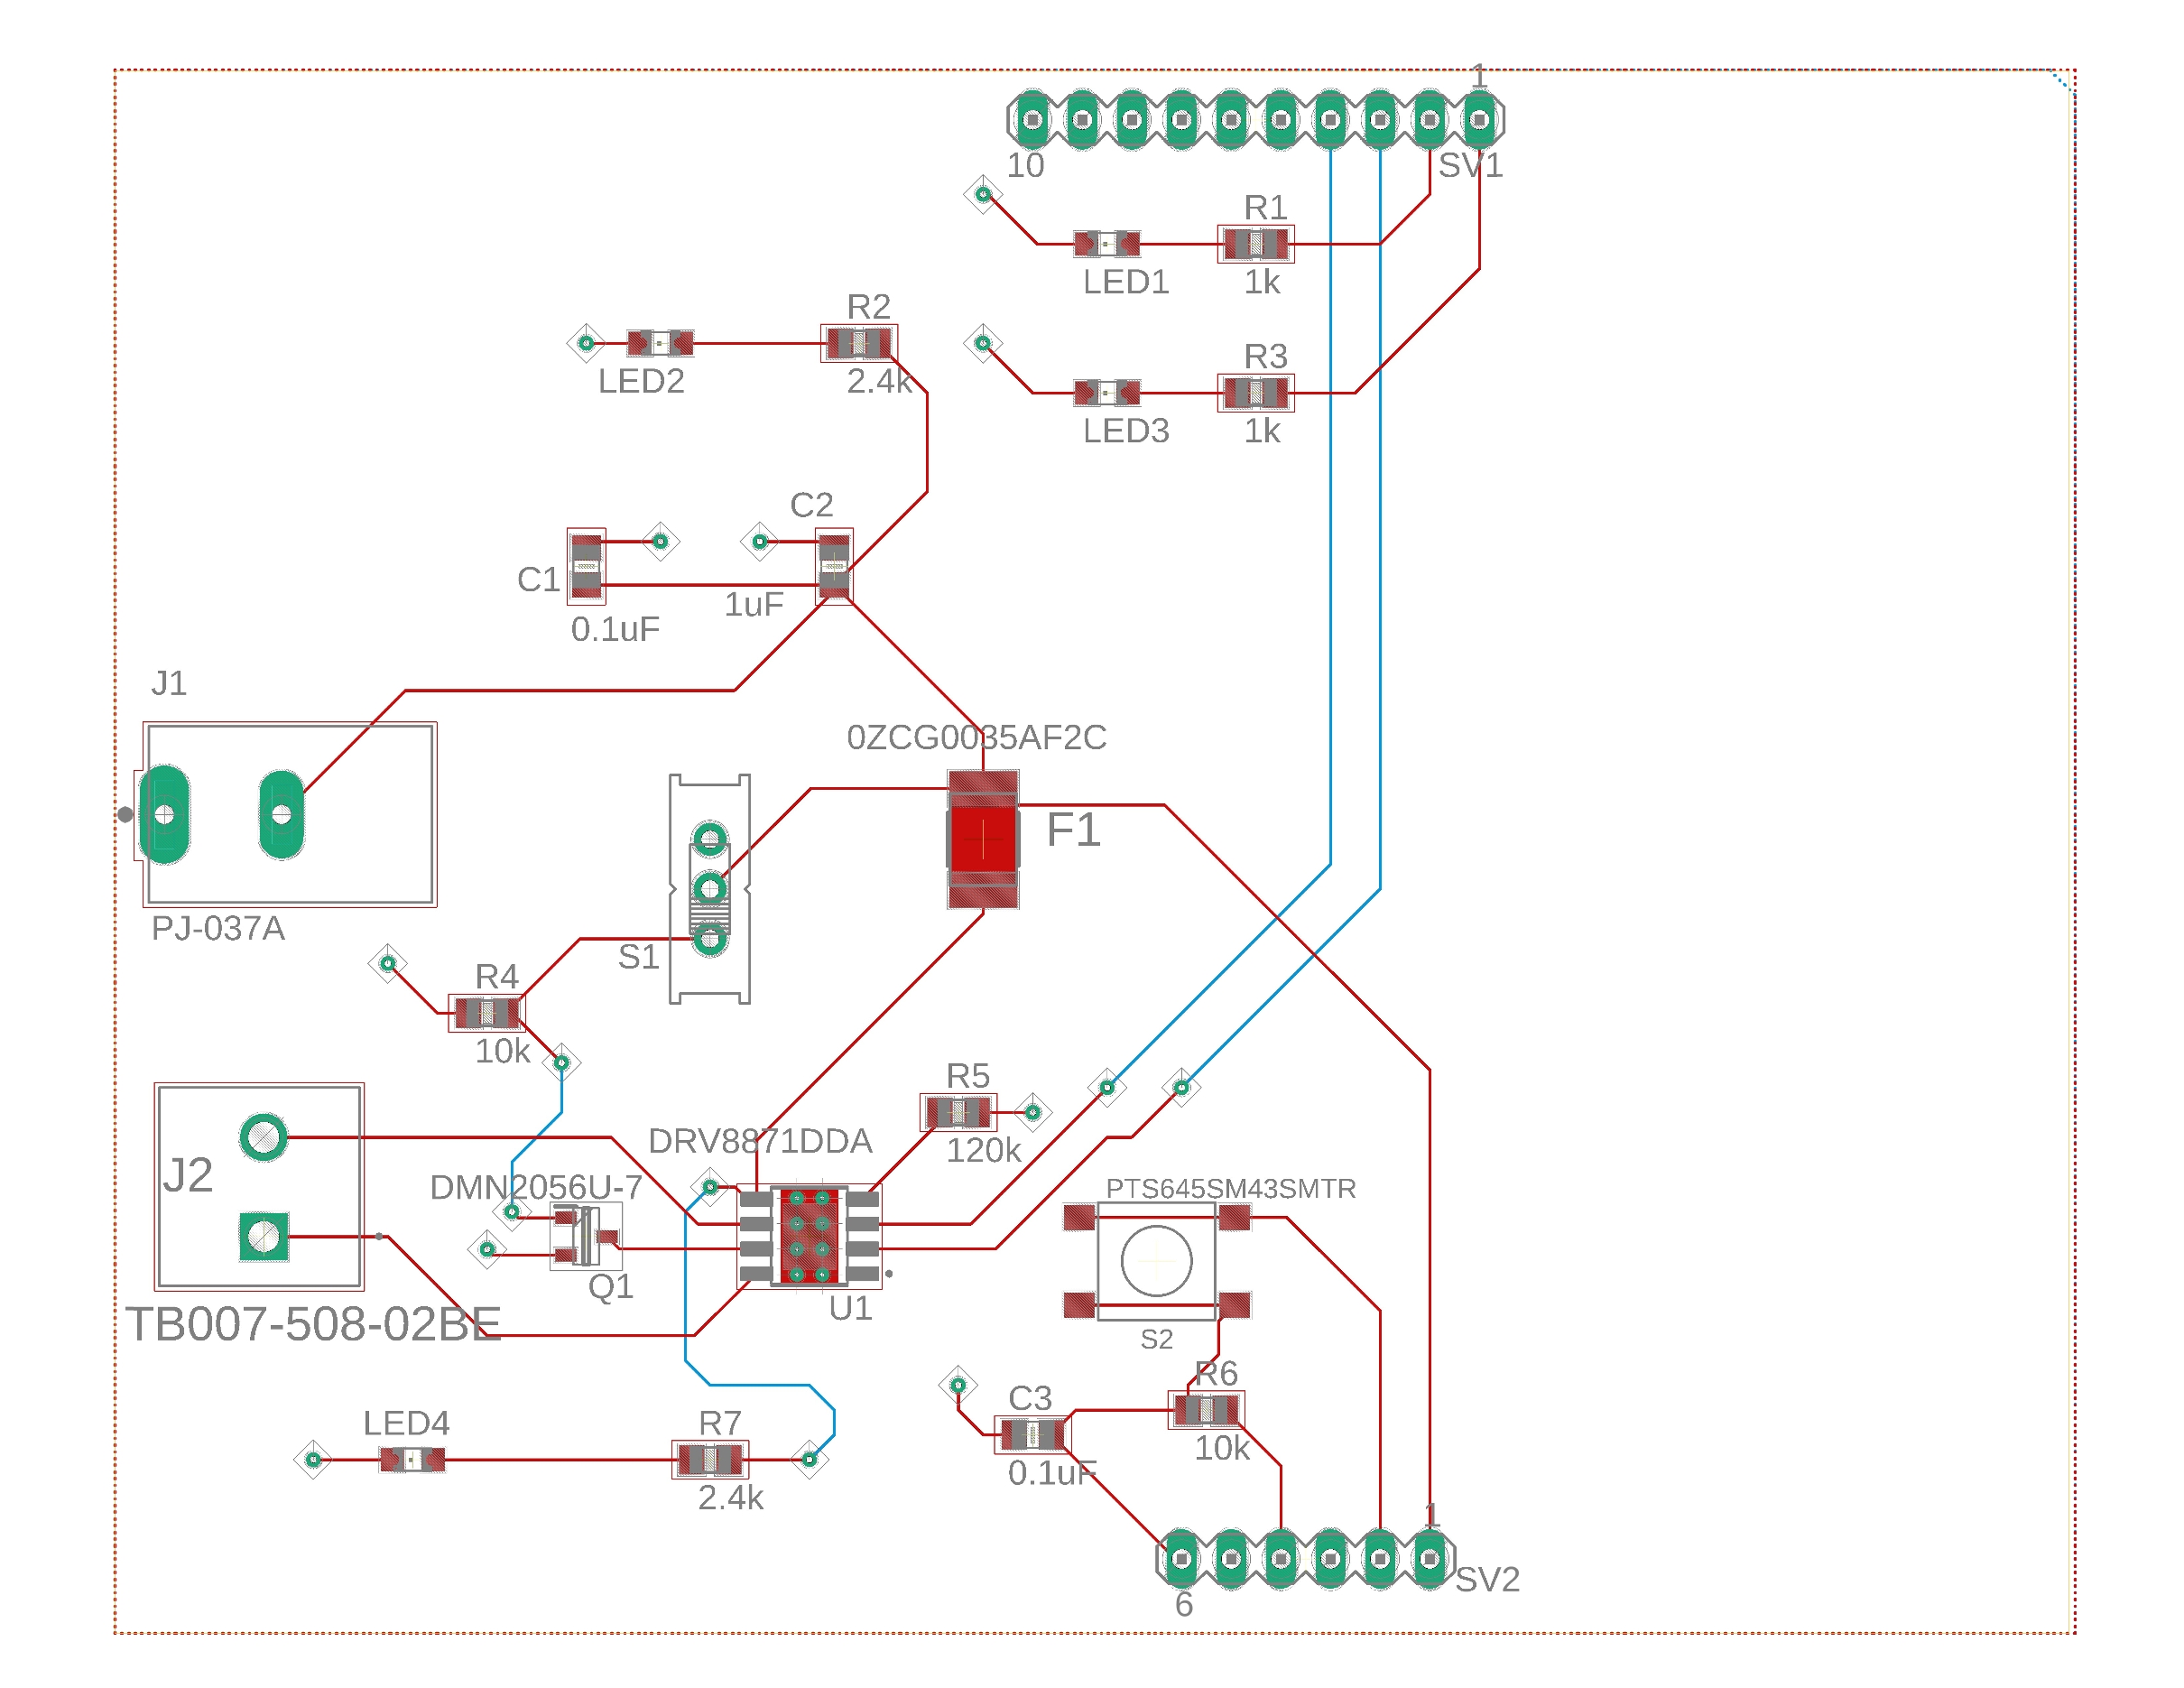 1
10
SV1
R1
LED1
1k
R2
LED2
2.4k
R3
LED3
1k
C2
C1
1uF
0.1uF
J1
0ZCG0035AF2C
F1
PJ-037A
S1
R4
10k
R5
120k
DRV8871DDA
J2
DMN2056U-7
PTS645SM43SMTR
Q1
U1
TB007-508-02BE
S2
R6
C3
LED4
R7
10k
0.1uF
2.4k
1
SV2
6